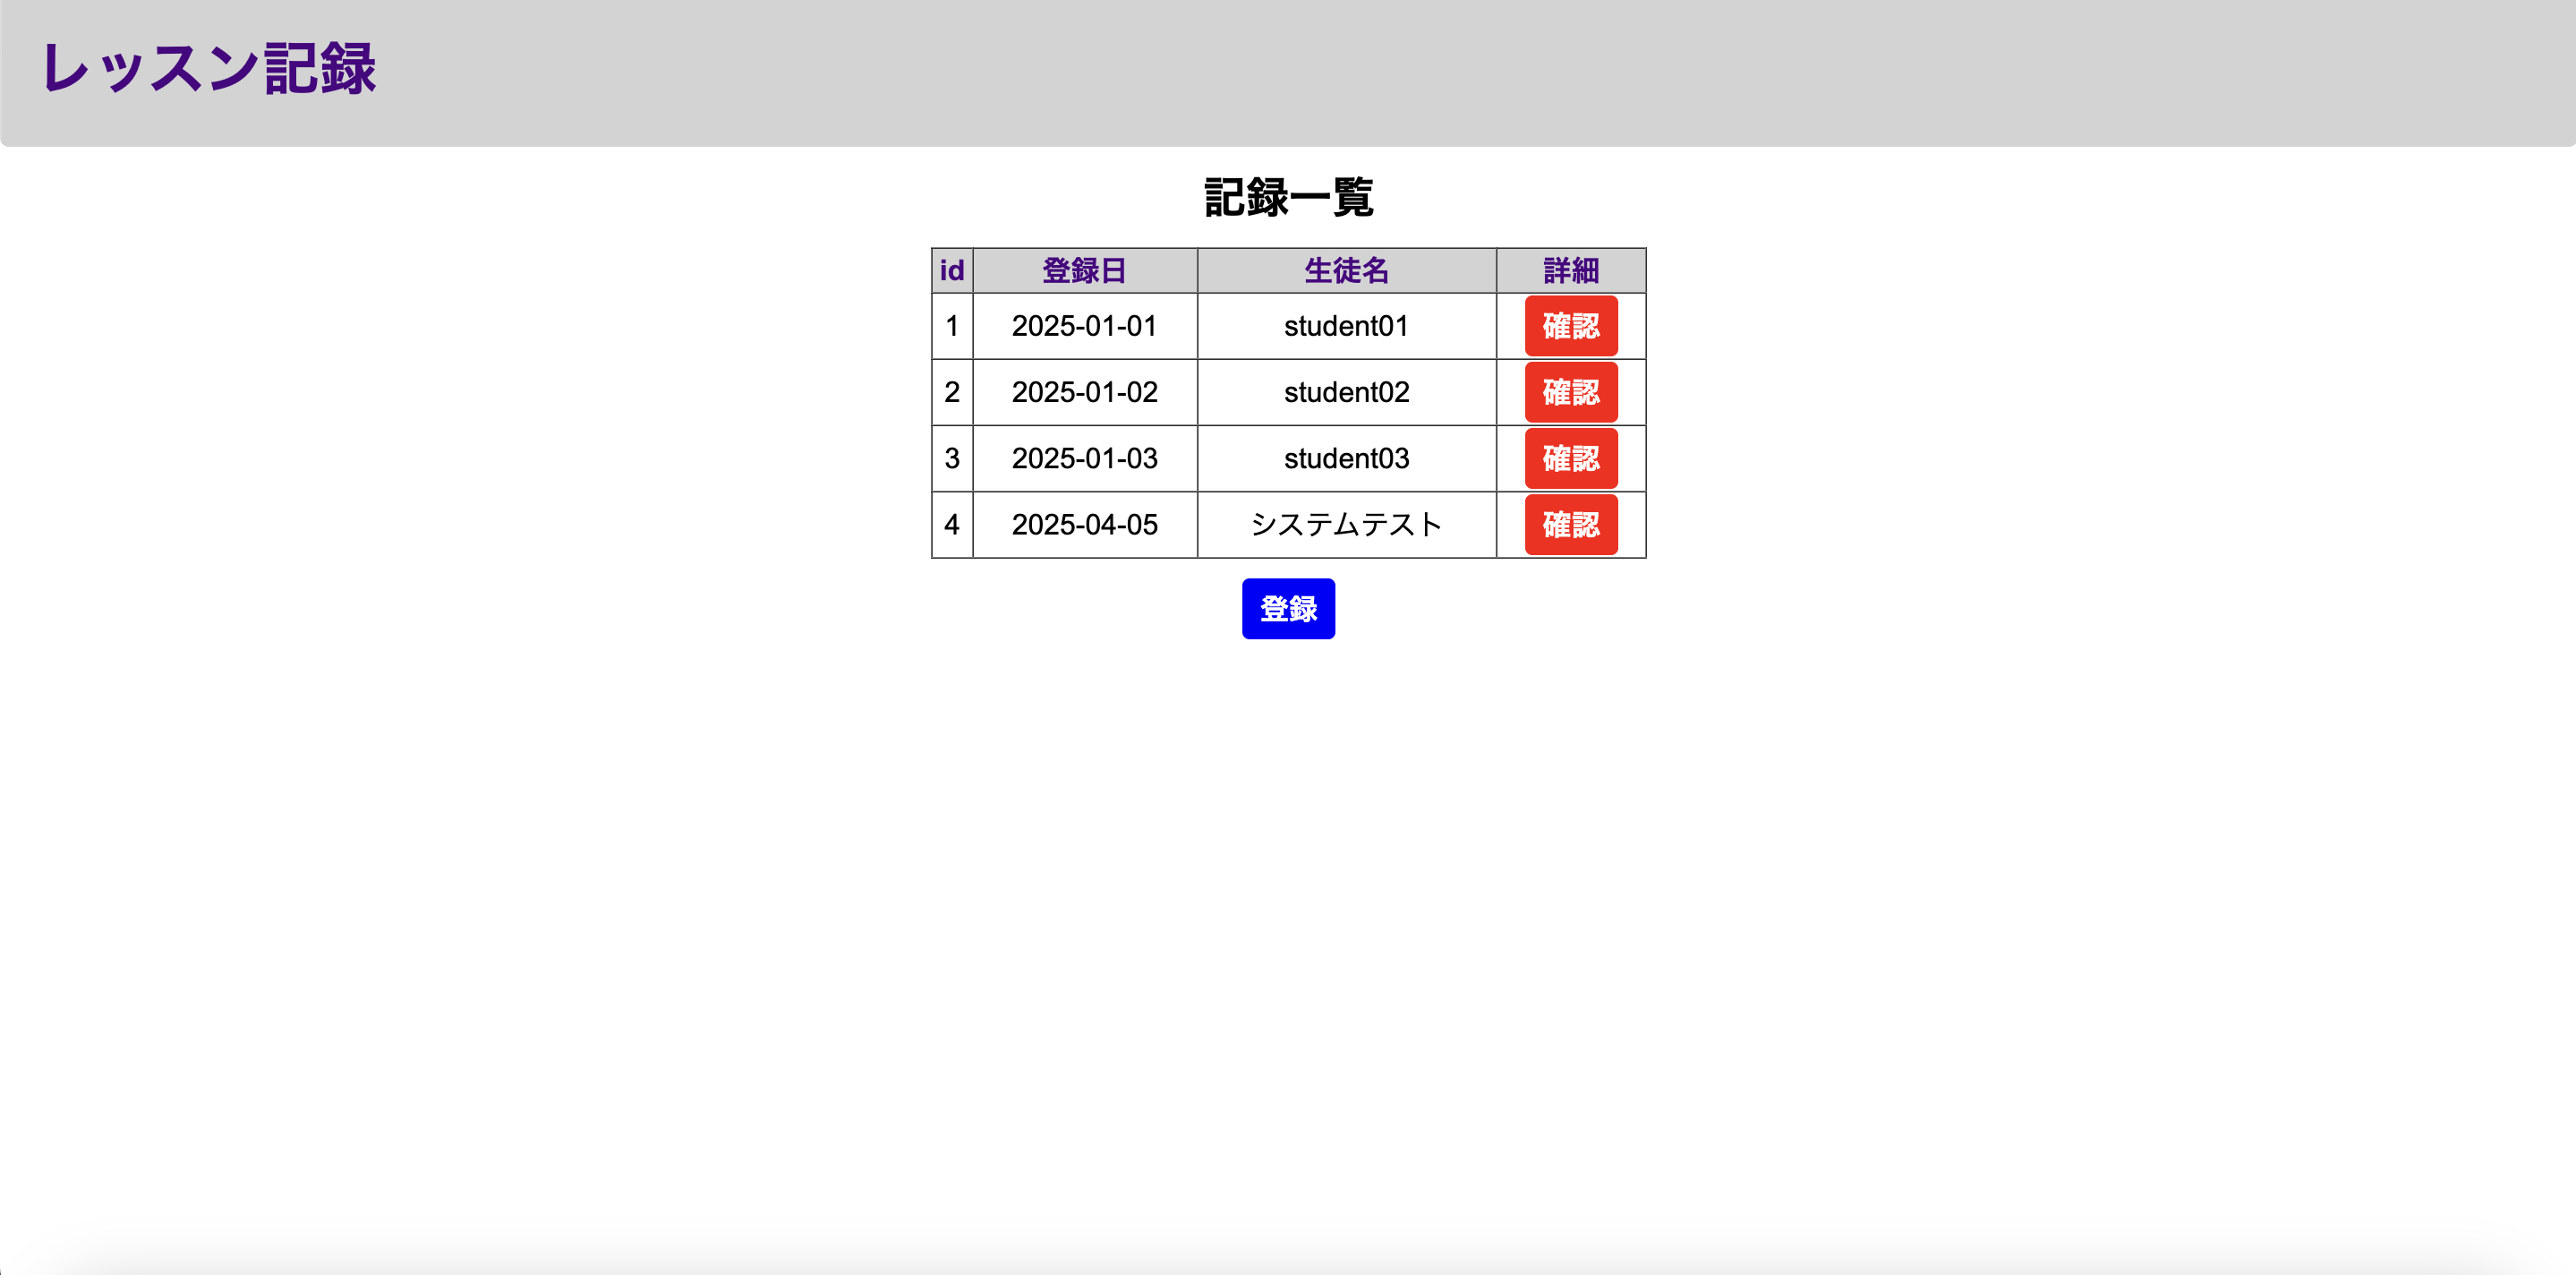 レッスン記録
記録一覧
id 登録日 生徒名 詳細
1 2025-01-01 student01 確認
2 2025-01-02 student02 確認
3 2025-01-03 student03 確認
4 2025-04-05 システムテスト 確認
登録